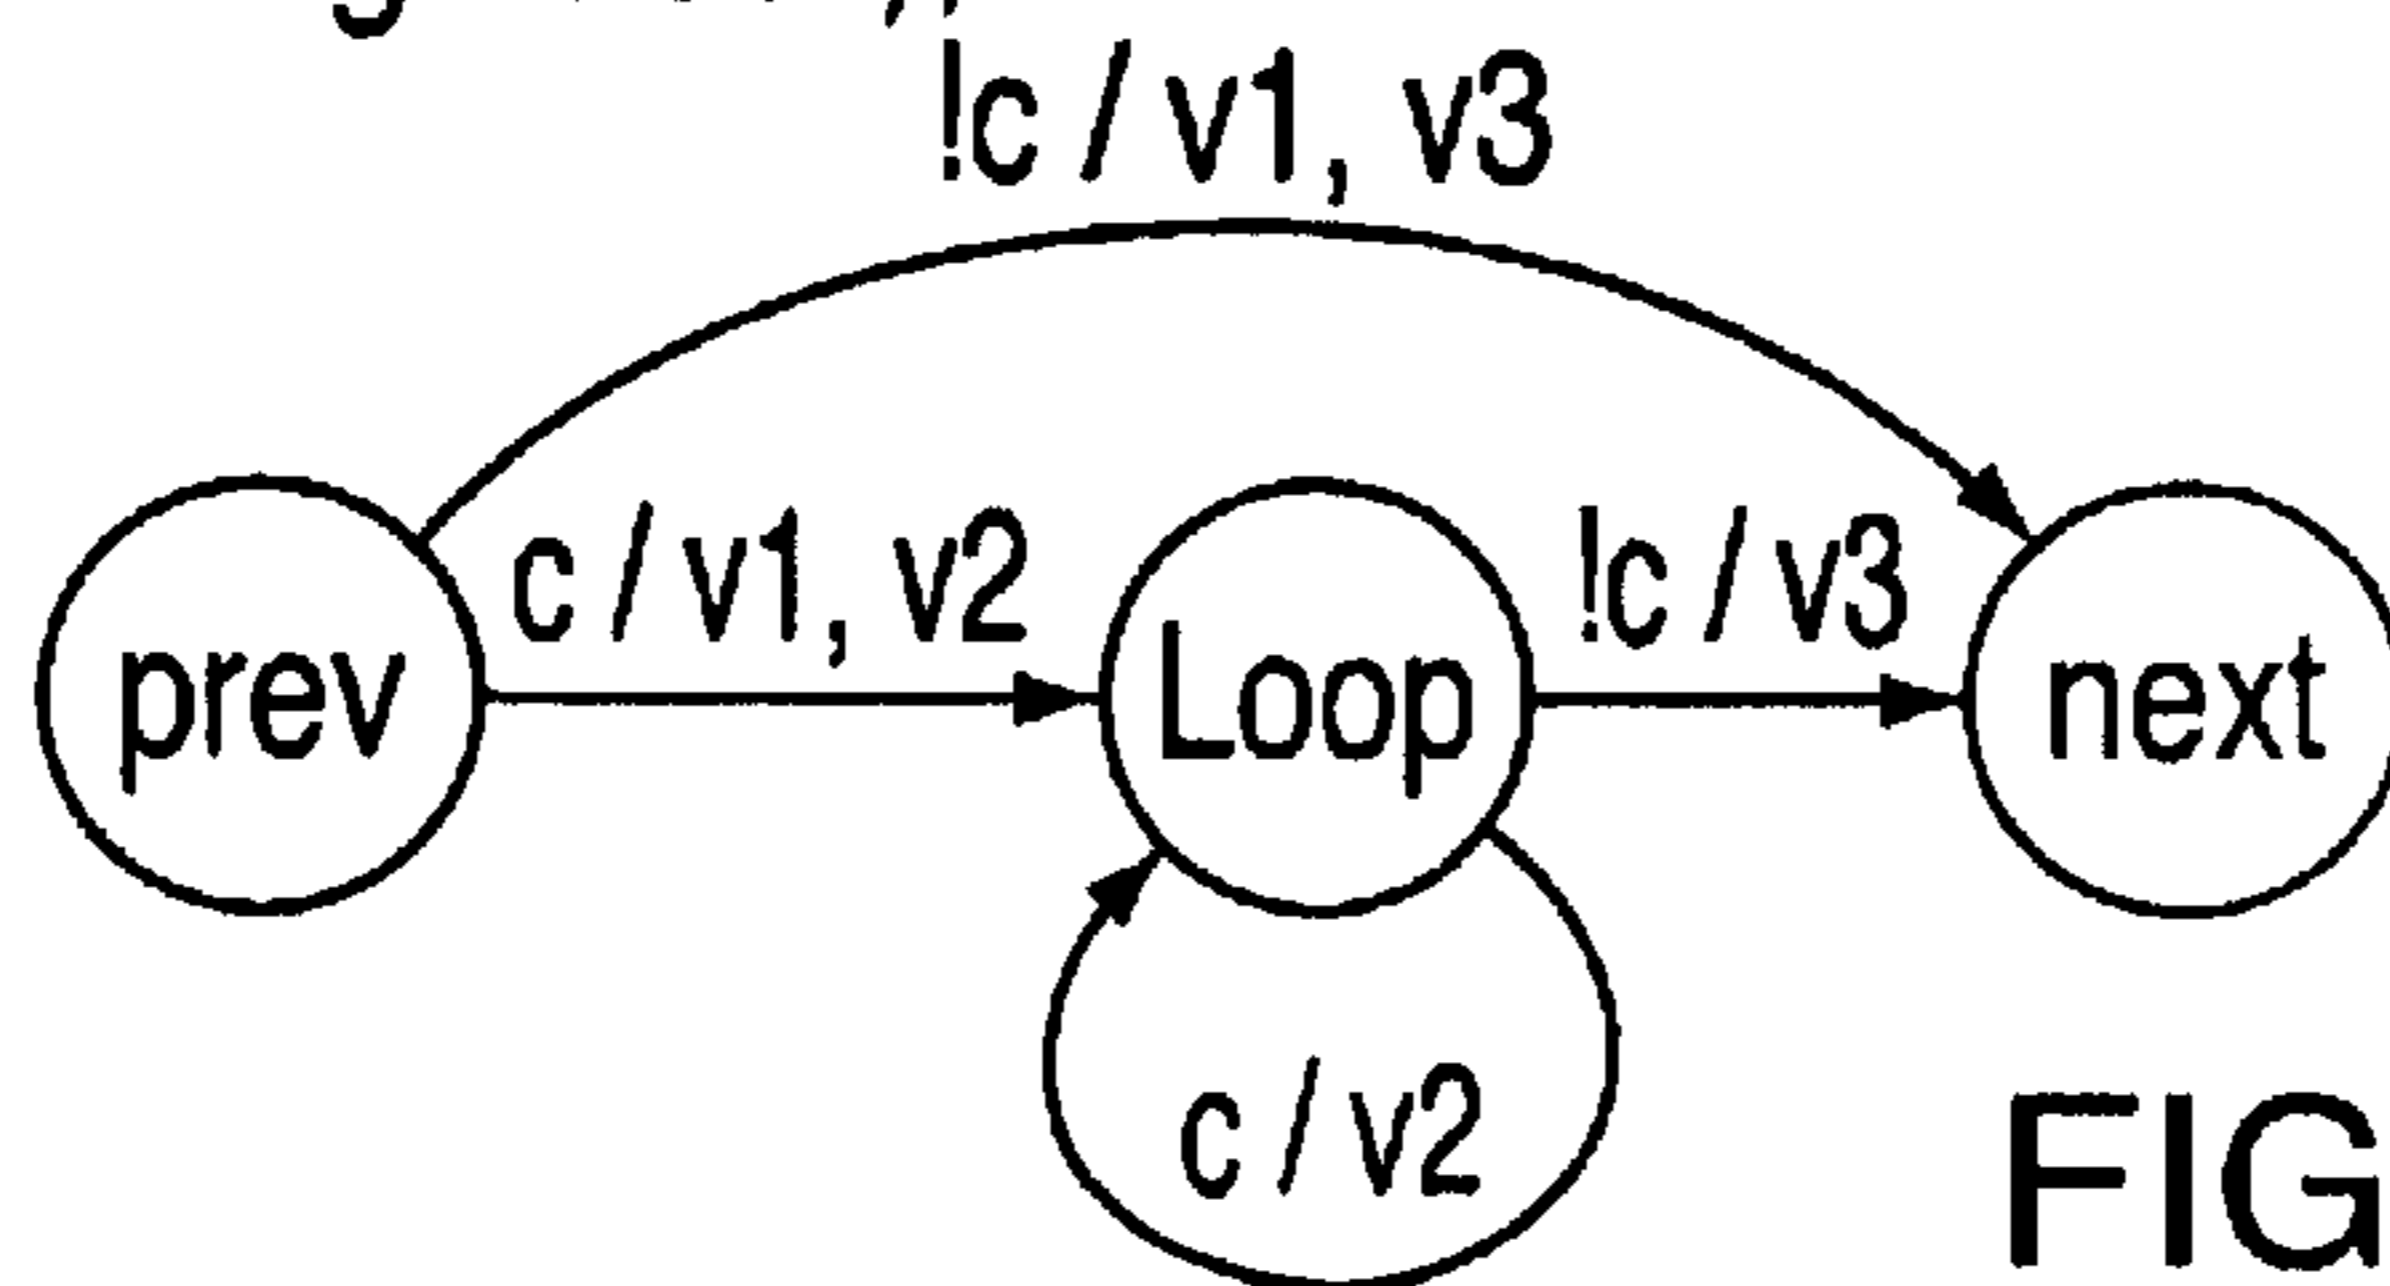 !c / v1, v3
c / v1, v2
!c / v3
prev
Loop
next
c / v2
FIG